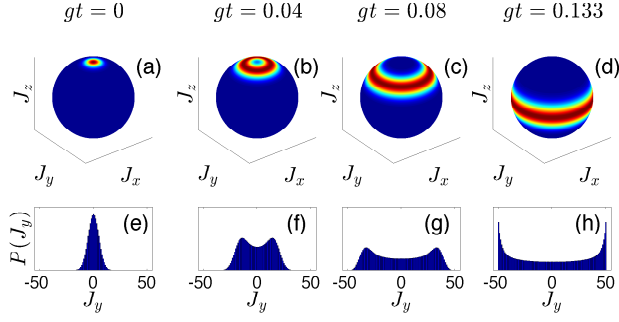 gt = 0 gt = 0.04 gt = 0.08 gt = 0.133
(a) (b) (c) (d)
J_z J_z J_z J_z
J_y J_x J_y J_x J_y J_x J_y J_x
P(J_y) (e) (f) (g) (h)
-50 0 50 -50 0 50 -50 0 50 -50 0 50
J_y J_y J_y J_y